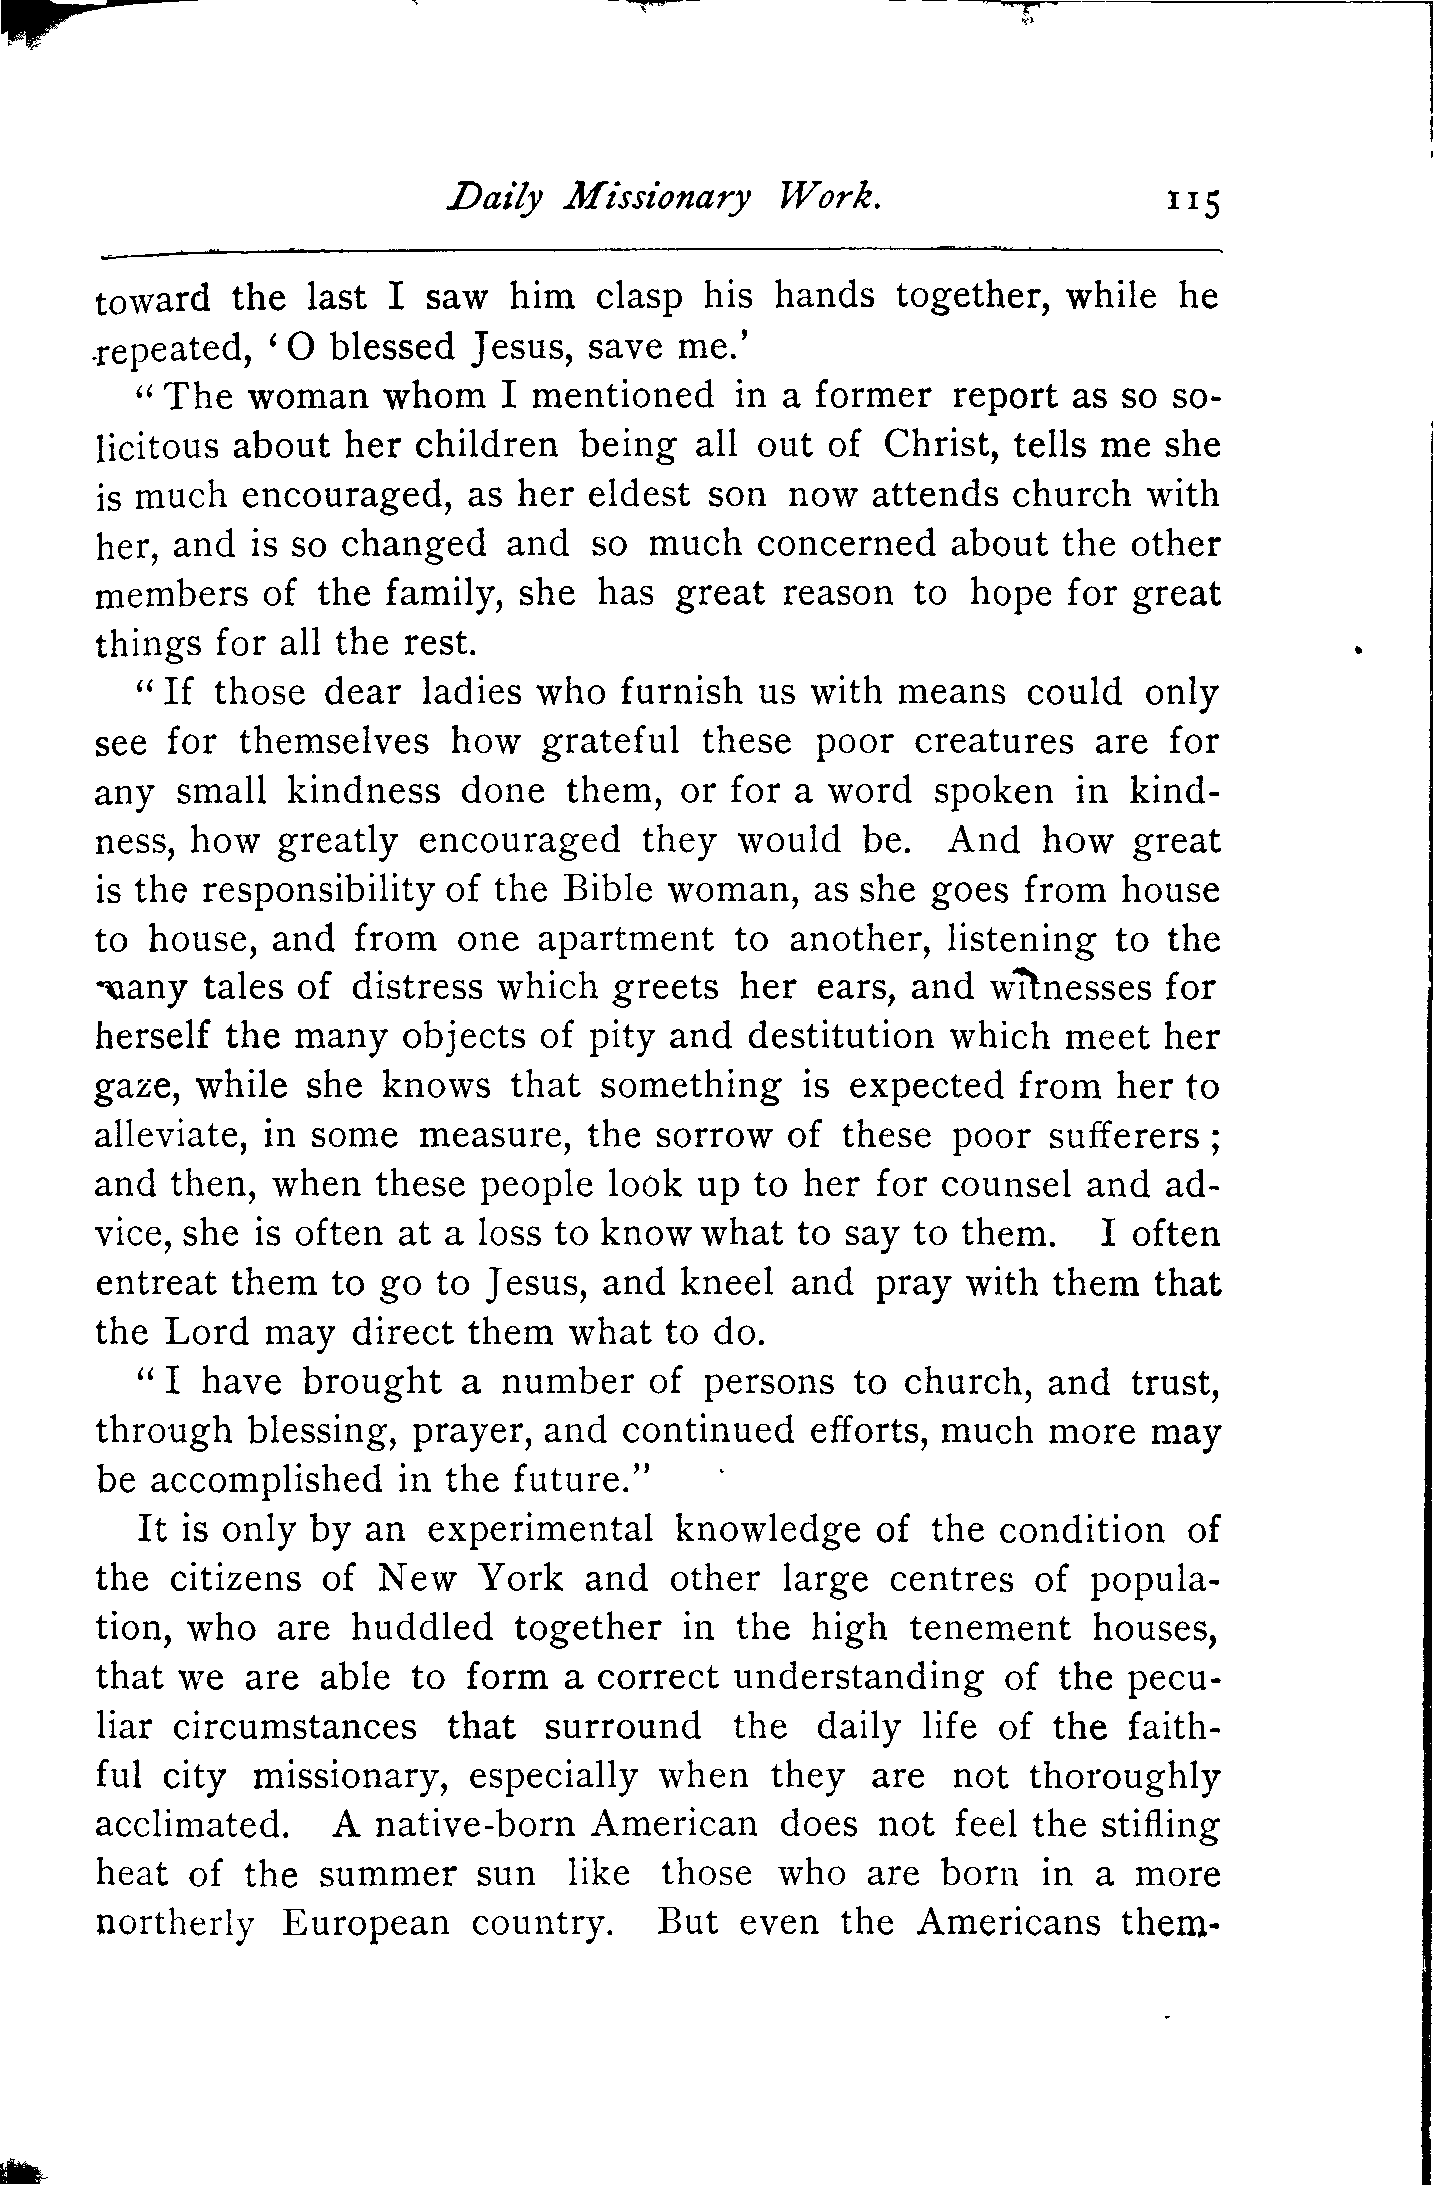 Daily Missionary Work. 115
toward the last I saw him clasp his hands together, while he
repeated, ‘ O blessed Jesus, save me.’
“ The woman whom I mentioned in a former report as so so-
licitous about her children being all out of Christ, tells me she
is much encouraged, as her eldest son now attends church with
her, and is so changed and so much concerned about the other
members of the family, she has great reason to hope for great
things for all the rest.
“ If those dear ladies who furnish us with means could only
see for themselves how grateful these poor creatures are for
any small kindness done them, or for a word spoken in kind-
ness, how greatly encouraged they would be. And how great
is the responsibility of the Bible woman, as she goes from house
to house, and from one apartment to another, listening to the
many tales of distress which greets her ears, and witnesses for
herself the many objects of pity and destitution which meet her
gaze, while she knows that something is expected from her to
alleviate, in some measure, the sorrow of these poor sufferers ;
and then, when these people look up to her for counsel and ad-
vice, she is often at a loss to know what to say to them. I often
entreat them to go to Jesus, and kneel and pray with them that
the Lord may direct them what to do.
“ I have brought a number of persons to church, and trust,
through blessing, prayer, and continued efforts, much more may
be accomplished in the future.”
It is only by an experimental knowledge of the condition of
the citizens of New York and other large centres of popula-
tion, who are huddled together in the high tenement houses,
that we are able to form a correct understanding of the pecu-
liar circumstances that surround the daily life of the faith-
ful city missionary, especially when they are not thoroughly
acclimated. A native-born American does not feel the stifling
heat of the summer sun like those who are born in a more
northerly European country. But even the Americans them-